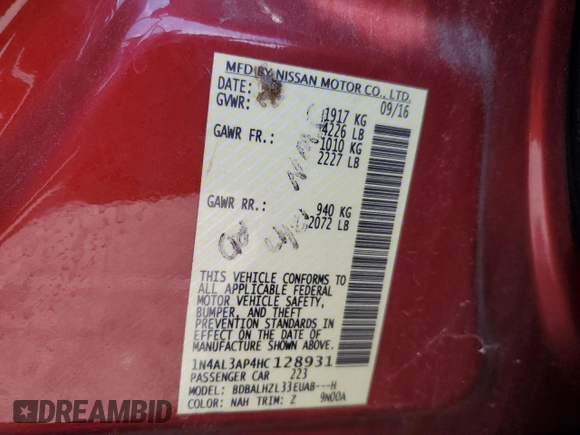 MFD BY NISSAN MOTOR CO., LTD.
DATE: 09/16
GVWR: 1917 KG
4226 LB
GAWR FR.: 1010 KG
2227 LB
GAWR RR.: 940 KG
2072 LB
THIS VEHICLE CONFORMS TO
ALL APPLICABLE FEDERAL
MOTOR VEHICLE SAFETY,
BUMPER, AND THEFT
PREVENTION STANDARDS IN
EFFECT ON THE DATE OF
MANUFACTURE SHOWN ABOVE.
1N4AL3AP4HC128931
PASSENGER CAR 223
MODEL: BDBALHZL33EUA8---H
COLOR: NAH TRIM: Z 9N00A
REAL
BIDFAX